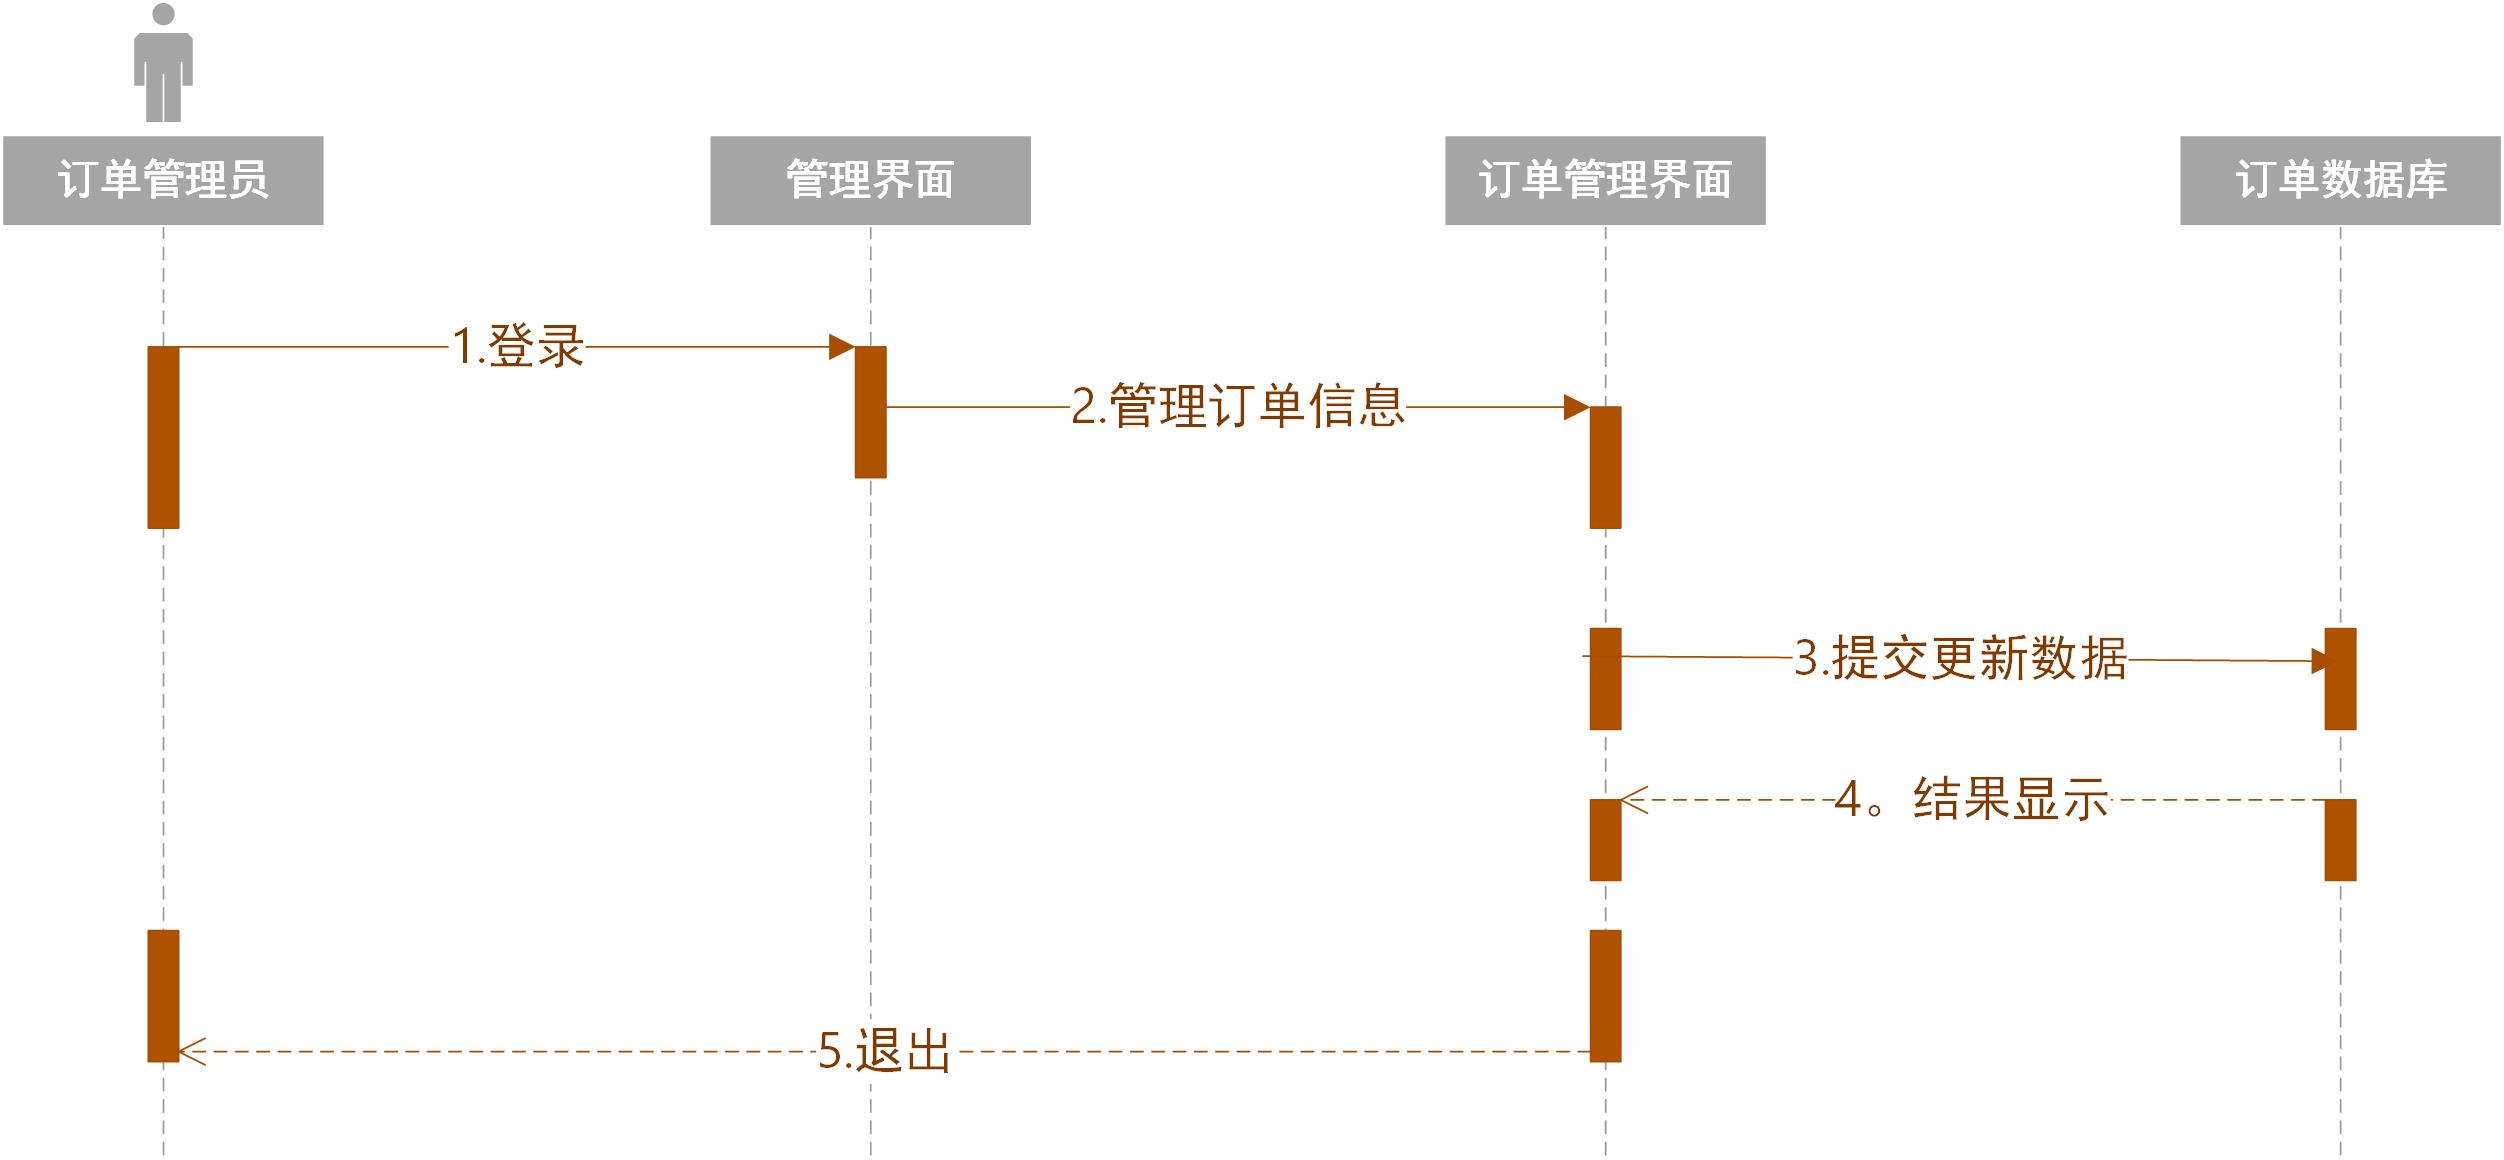 订单管理员
管理界面
订单管理界面
订单数据库
1.登录
2.管理订单信息
3.提交更新数据
4。结果显示
5.退出